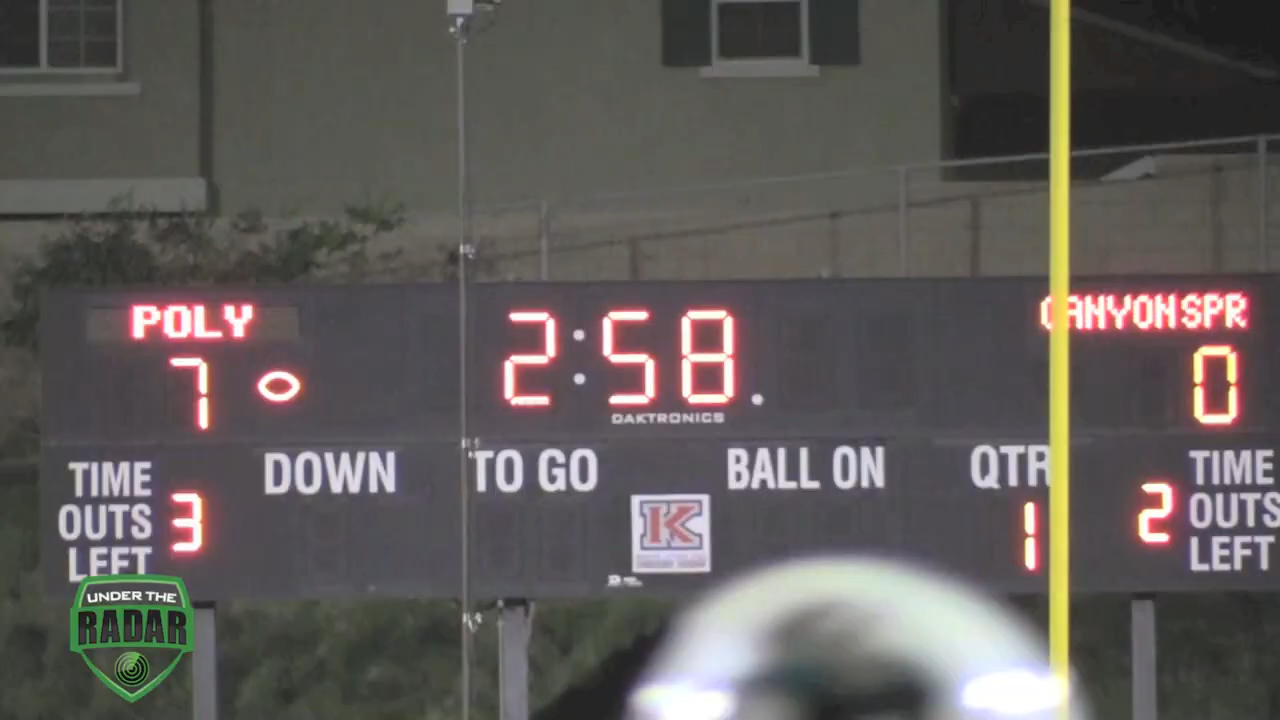 POLY
2:58
CANYON SPR
7
0
DAKTRONICS
DOWN
TO GO
BALL ON
QTR
TIME
OUTS
LEFT
3
K
1
2
TIME
OUTS
LEFT
UNDER THE
RADAR